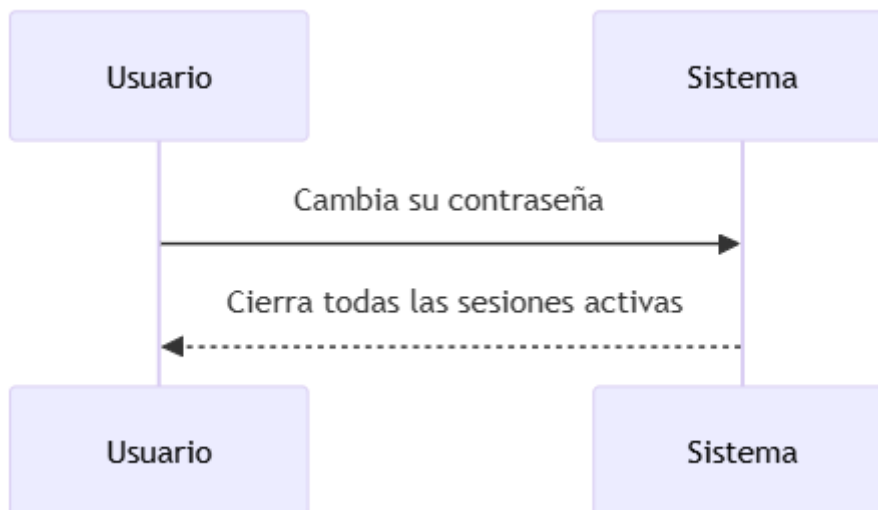 Usuario
Sistema
Cambia su contraseña
Cierra todas las sesiones activas
Usuario
Sistema